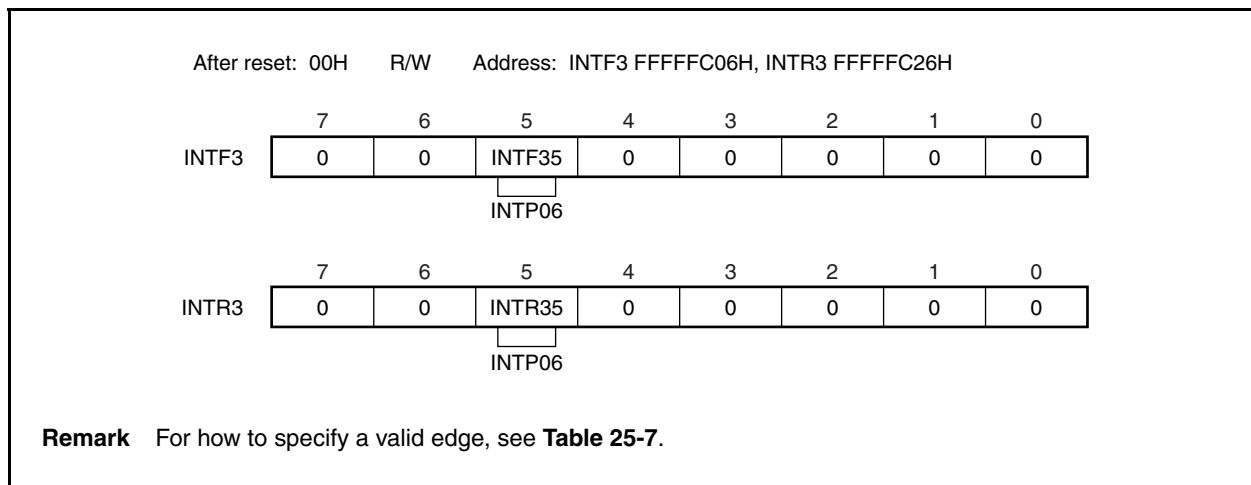 After reset: 00H R/W Address: INTF3 FFFFFC06H, INTR3 FFFFFC26H
7 6 5 4 3 2 1 0
INTF3 0 0 INTF35 0 0 0 0 0
INTP06
7 6 5 4 3 2 1 0
INTR3 0 0 INTR35 0 0 0 0 0
INTP06
Remark For how to specify a valid edge, see Table 25-7.